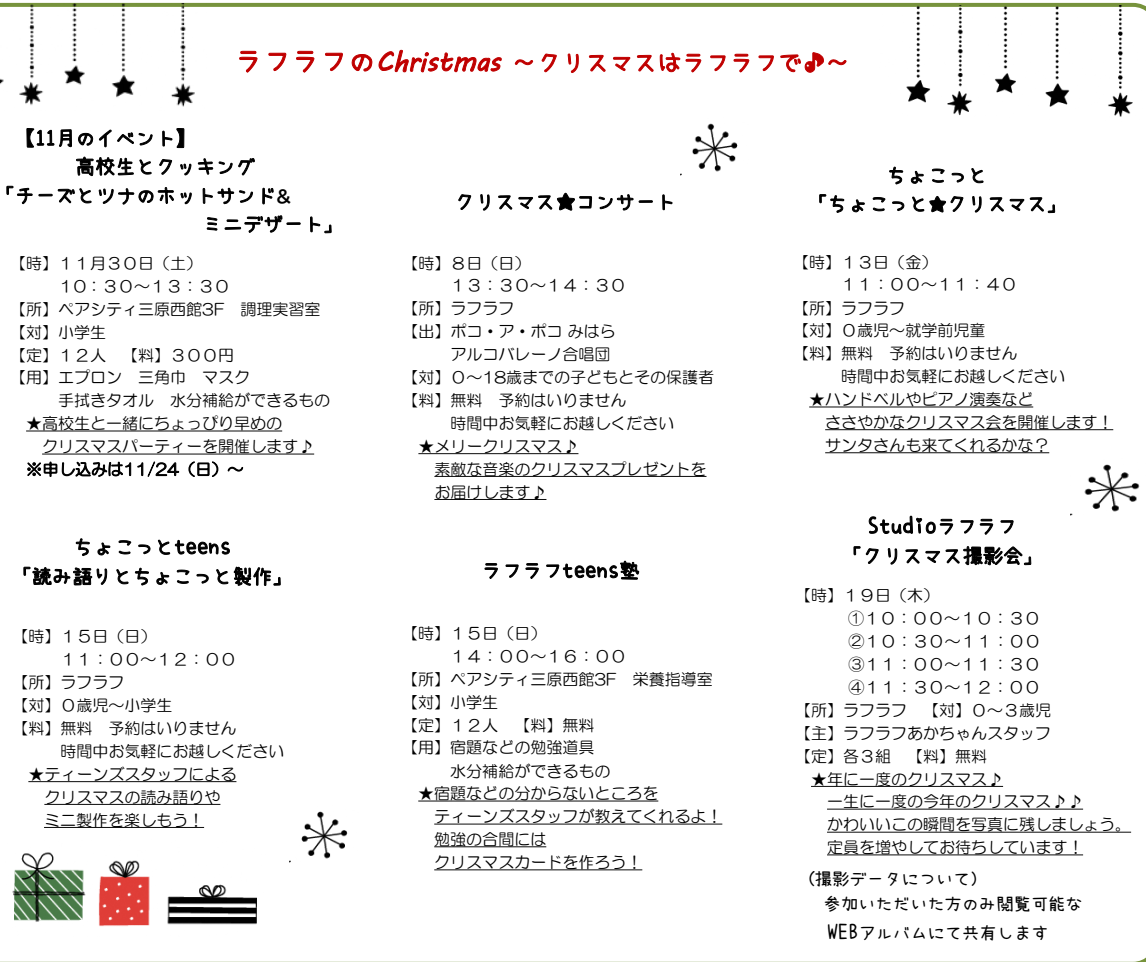 ラフラフのChristmas ～クリスマスはラフラフで♪～
【11月のイベント】
高校生とクッキング
「チーズとツナのホットサンド&
ミニデザート」
【時】１１月３０日（土）
１０：３０～１３：３０
【所】ペアシティ三原西館3F　調理実習室
【対】小学生
【定】１２人　【料】３００円
【用】エプロン　三角巾　マスク
手拭きタオル　水分補給ができるもの
★高校生と一緒にちょっぴり早めの
クリスマスパーティーを開催します♪
※申し込みは11/24（日）～
クリスマス★コンサート
【時】８日（日）
１３：３０～１４：３０
【所】ラフラフ
【出】ポコ・ア・ポコ みはら
アルコバレーノ合唱団
【対】０～18歳までの子どもとその保護者
【料】無料　予約はいりません
時間中お気軽にお越しください
★メリークリスマス♪
素敵な音楽のクリスマスプレゼントを
お届けします♪
ちょこっと
「ちょこっと★クリスマス」
【時】１３日（金）
１１：００～１１：４０
【所】ラフラフ
【対】０歳児～就学前児童
【料】無料　予約はいりません
時間中お気軽にお越しください
★ハンドベルやピアノ演奏など
ささやかなクリスマス会を開催します！
サンタさんも来てくれるかな？
ちょこっとteens
「読み語りとちょこっと製作」
【時】１５日（日）
１１：００～１２：００
【所】ラフラフ
【対】０歳児～小学生
【料】無料　予約はいりません
時間中お気軽にお越しください
★ティーンズスタッフによる
クリスマスの読み語りや
ミニ製作を楽しもう！
ラフラフteens塾
【時】１５日（日）
１４：００～１６：００
【所】ペアシティ三原西館3F　栄養指導室
【対】小学生
【定】１２人　【料】無料
【用】宿題などの勉強道具
水分補給ができるもの
★宿題などの分からないところを
ティーンズスタッフが教えてくれるよ！
勉強の合間には
クリスマスカードを作ろう！
Studioラフラフ
「クリスマス撮影会」
【時】１９日（木）
①１０：００～１０：３０
②１０：３０～１１：００
③１１：００～１１：３０
④１１：３０～１２：００
【所】ラフラフ　【対】０～３歳児
【主】ラフラフあかちゃんスタッフ
【定】各３組　【料】無料
★年に一度のクリスマス♪
一生に一度の今年のクリスマス♪♪
かわいいこの瞬間を写真に残しましょう。
定員を増やしてお待ちしています！
(撮影データについて)
参加いただいた方のみ閲覧可能な
WEBアルバムにて共有します